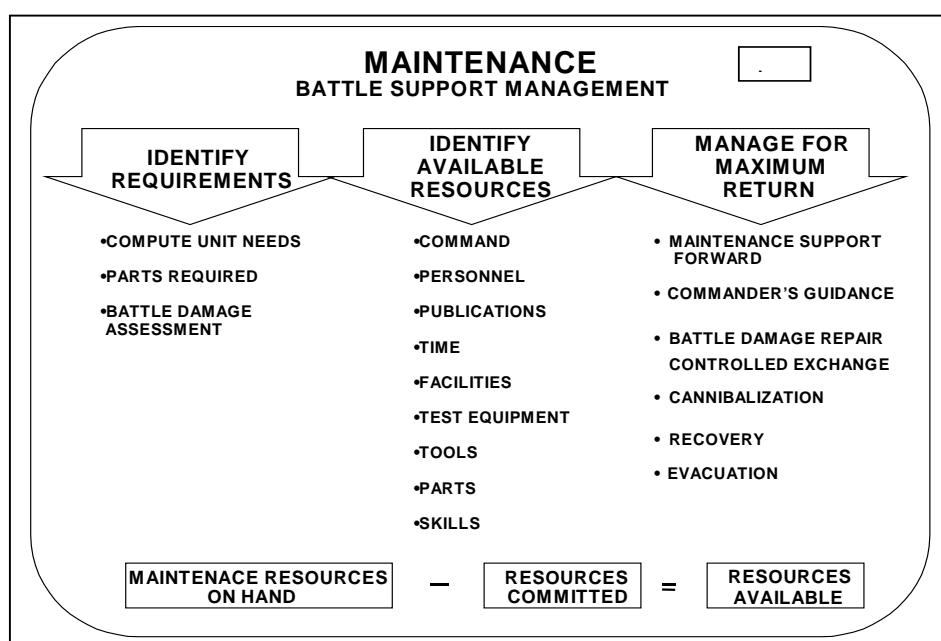 MAINTENANCE
BATTLE SUPPORT MANAGEMENT
.
IDENTIFY
REQUIREMENTS
•COMPUTE UNIT NEEDS
•PARTS REQUIRED
•BATTLE DAMAGE
ASSESSMENT
IDENTIFY
AVAILABLE
RESOURCES
•COMMAND
•PERSONNEL
•PUBLICATIONS
•TIME
•FACILITIES
•TEST EQUIPMENT
•TOOLS
•PARTS
•SKILLS
MANAGE FOR
MAXIMUM
RETURN
• MAINTENANCE SUPPORT
FORWARD
• COMMANDER'S GUIDANCE
• BATTLE DAMAGE REPAIR
CONTROLLED EXCHANGE
• CANNIBALIZATION
• RECOVERY
• EVACUATION
MAINTENACE RESOURCES
ON HAND
–
RESOURCES
COMMITTED
=
RESOURCES
AVAILABLE